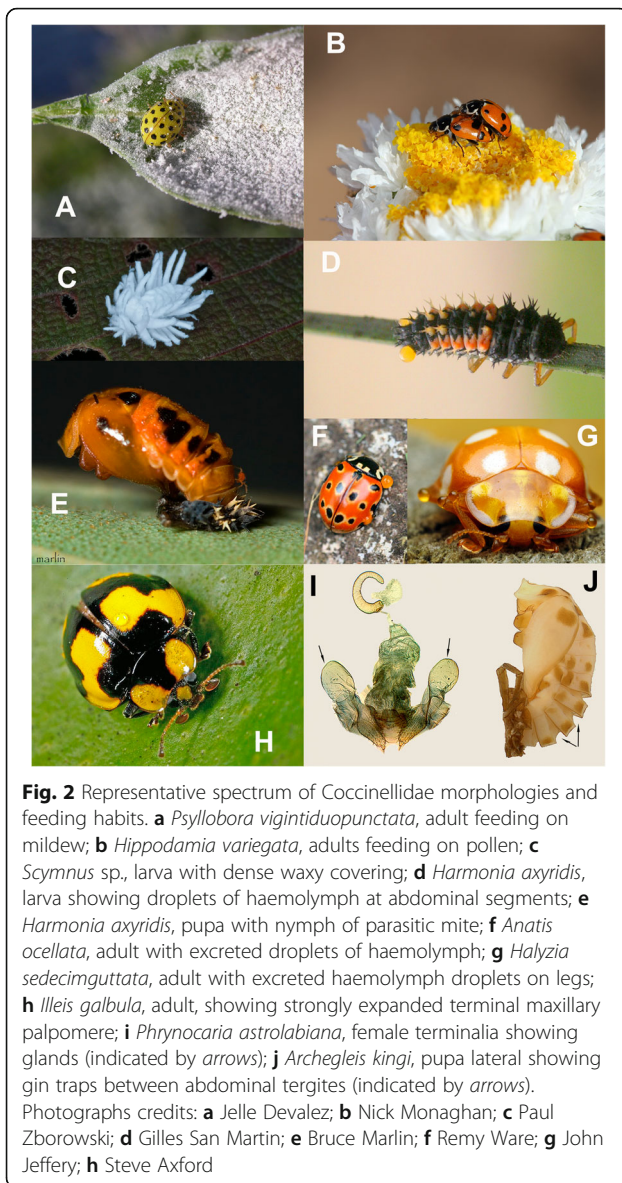 A
B
C
D
E
marlin
F
G
H
I
J
Fig. 2 Representative spectrum of Coccinellidae morphologies and
feeding habits. a Psyllobora vigintiduopunctata, adult feeding on
mildew; b Hippodamia variegata, adults feeding on pollen; c
Scymnus sp., larva with dense waxy covering; d Harmonia axyridis,
larva showing droplets of haemolymph at abdominal segments; e
Harmonia axyridis, pupa with nymph of parasitic mite; f Anatis
ocellata, adult with excreted droplets of haemolymph; g Halyzia
sedecimguttata, adult with excreted haemolymph droplets on legs;
h Illeis galbula, adult, showing strongly expanded terminal maxillary
palpomere; i Phrynocaria astrolabiana, female terminalia showing
glands (indicated by arrows); j Archegleis kingi, pupa lateral showing
gin traps between abdominal tergites (indicated by arrows).
Photographs credits: a Jelle Devalez; b Nick Monaghan; c Paul
Zborowski; d Gilles San Martin; e Bruce Marlin; f Remy Ware; g John
Jeffery; h Steve Axford